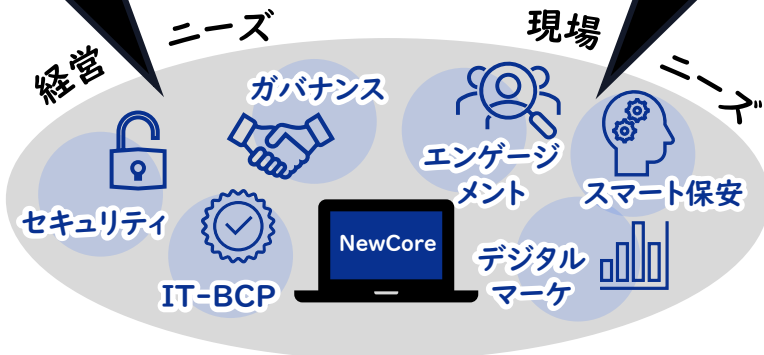 経営
ニーズ
現場
ニーズ
ガバナンス
エンゲージ
メント
スマート保安
セキュリティ
IT-BCP
NewCore
デジタル
マーケ